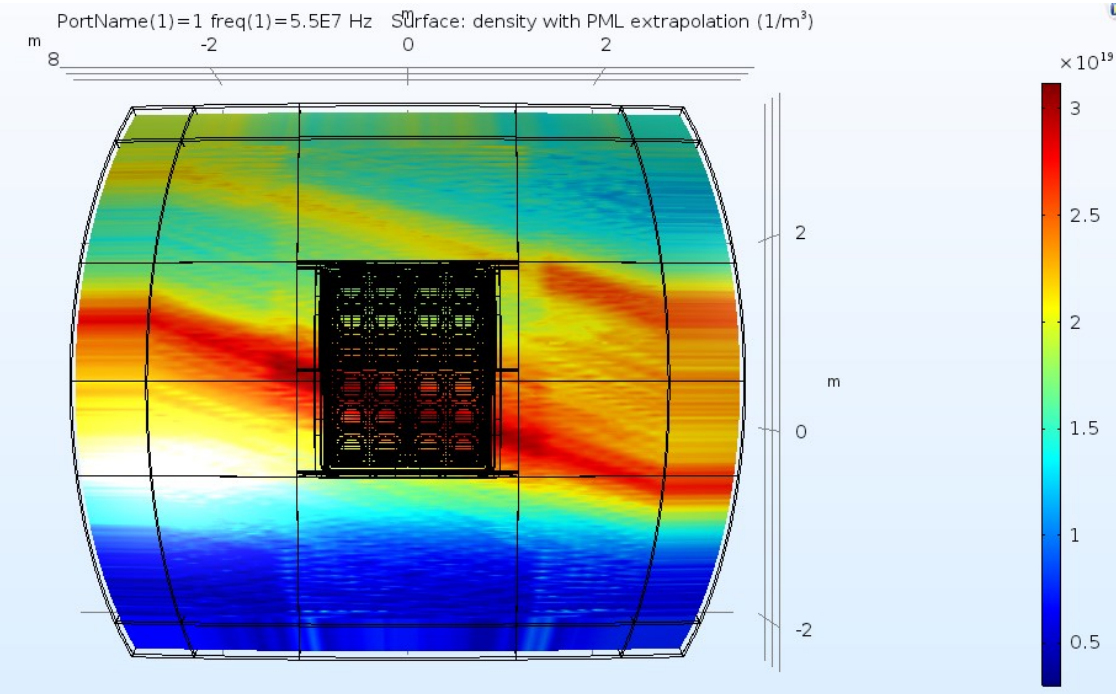 PortName(1)=1 freq(1)=5.5E7 Hz Surface: density with PML extrapolation (1/m³)
m
m
-2 0 2
8
×10¹⁹
3
2.5
2
2
m
1.5
0
1
-2
0.5